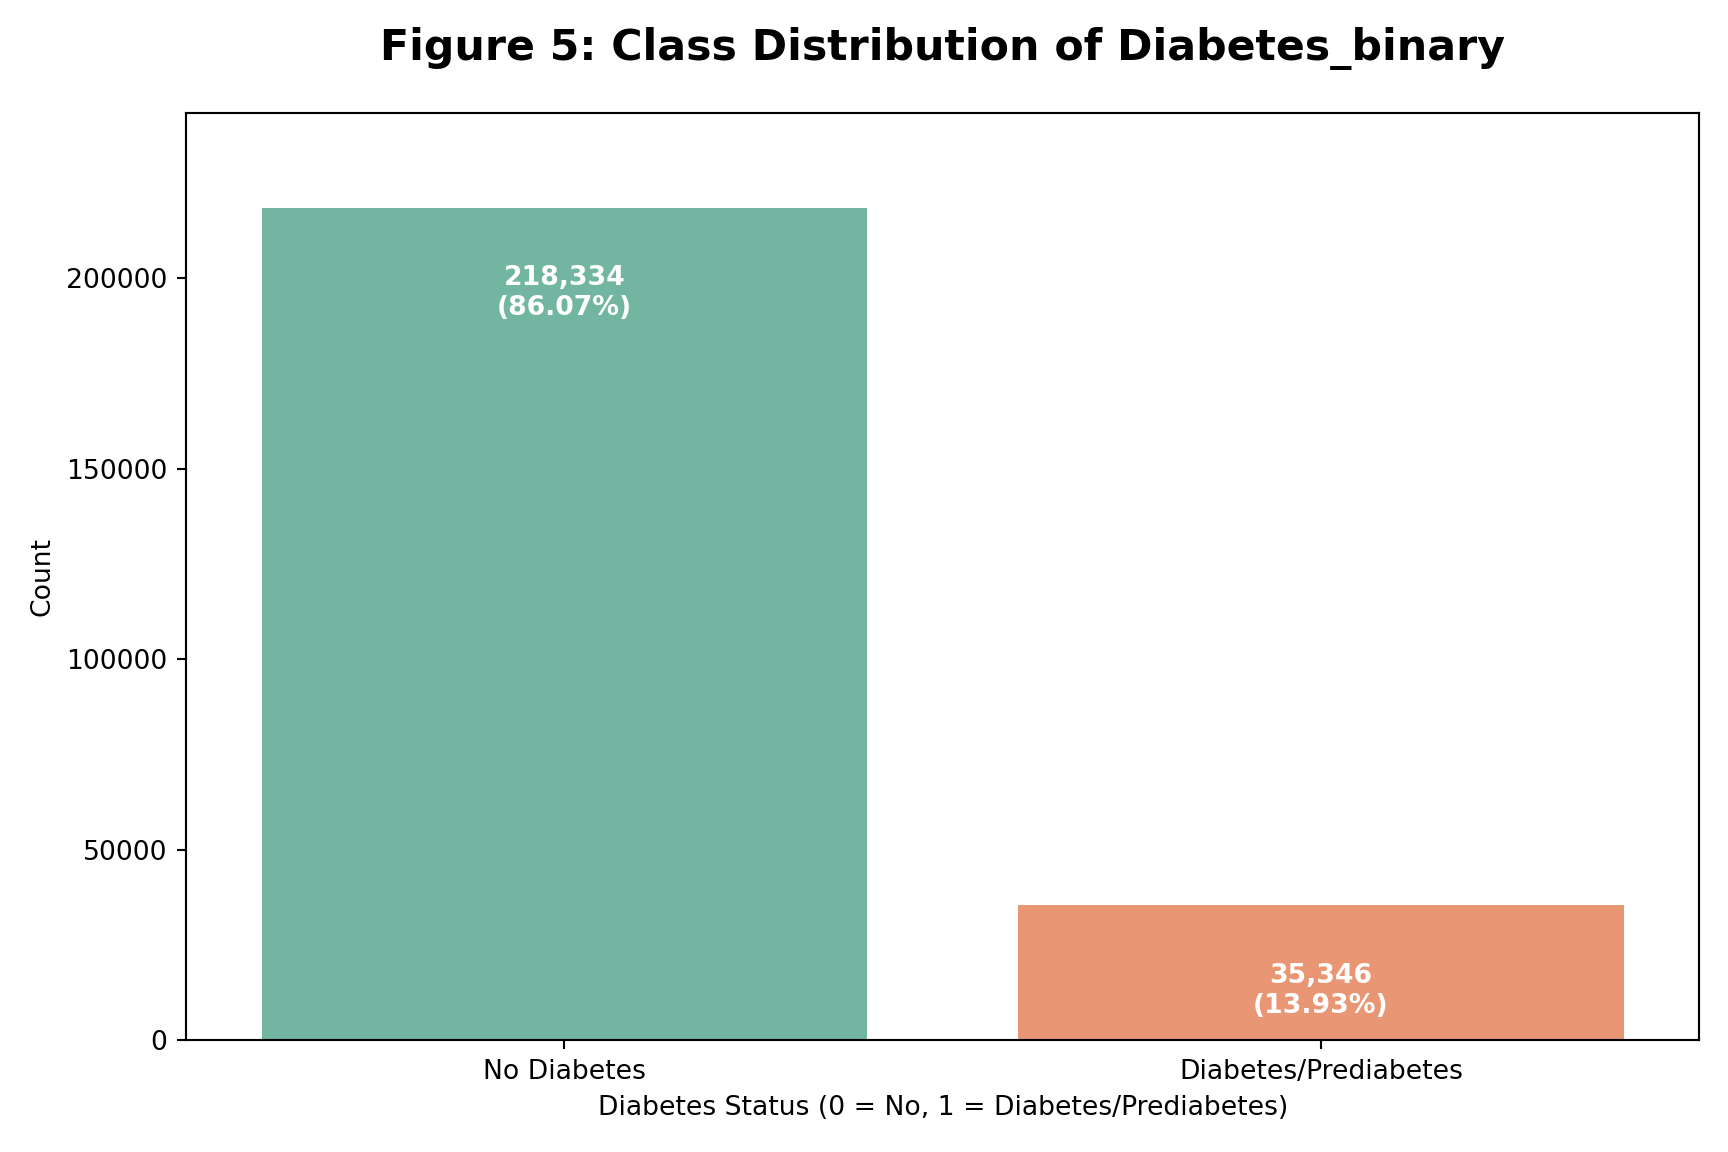 Figure 5: Class Distribution of Diabetes_binary
Count
200000
150000
100000
50000
0
218,334
(86.07%)
35,346
(13.93%)
No Diabetes
Diabetes/Prediabetes
Diabetes Status (0 = No, 1 = Diabetes/Prediabetes)